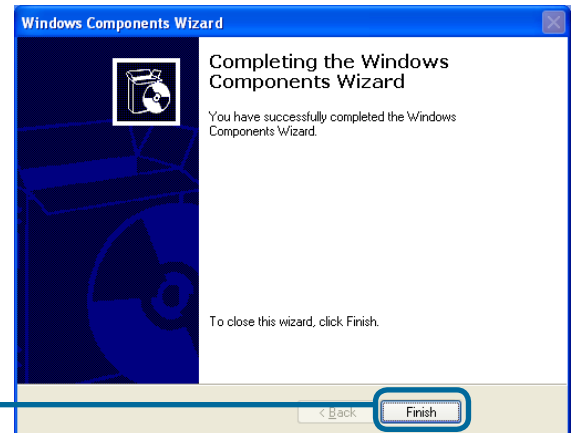 Windows Components Wizard
Completing the Windows
Components Wizard
You have successfully completed the Windows
Components Wizard.
To close this wizard, click Finish.
< Back
Finish